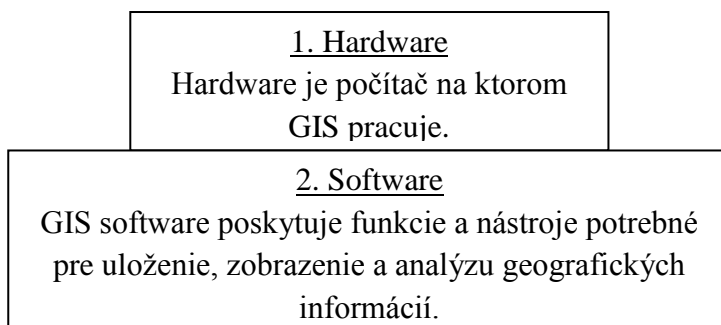 1. Hardware
Hardware je počítač na ktorom
GIS pracuje.
2. Software
GIS software poskytuje funkcie a nástroje potrebné
pre uloženie, zobrazenie a analýzu geografických
informácií.